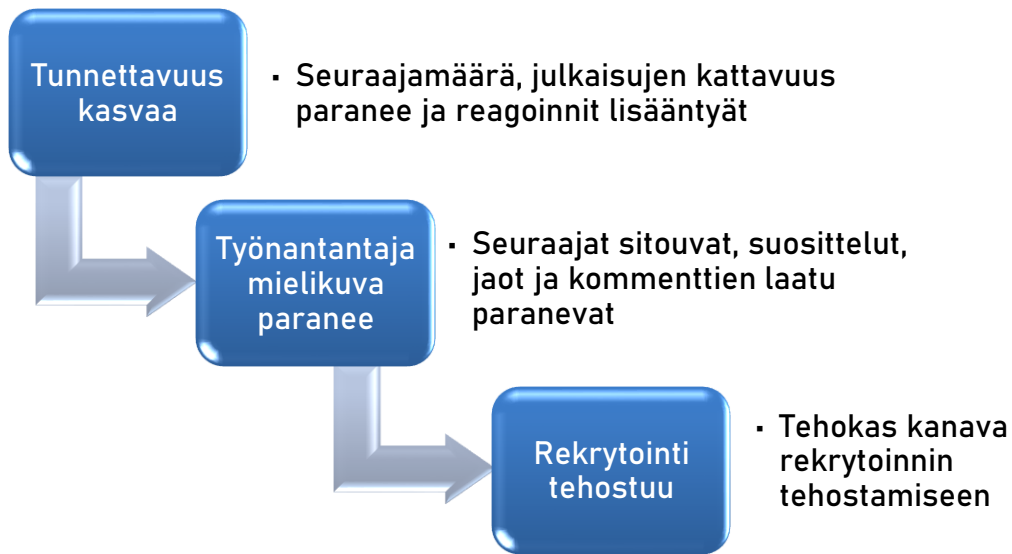 Tunnettavuus
kasvaa
▪ Seuraajamäärä, julkaisujen kattavuus
paranee ja reagoinnit lisääntyät
Työnantantaja
mielikuva
paranee
▪ Seuraajat sitouvat, suosittelut,
jaot ja kommenttien laatu
paranevat
Rekrytointi
tehostuu
▪ Tehokas kanava
rekrytoinnin
tehostamiseen